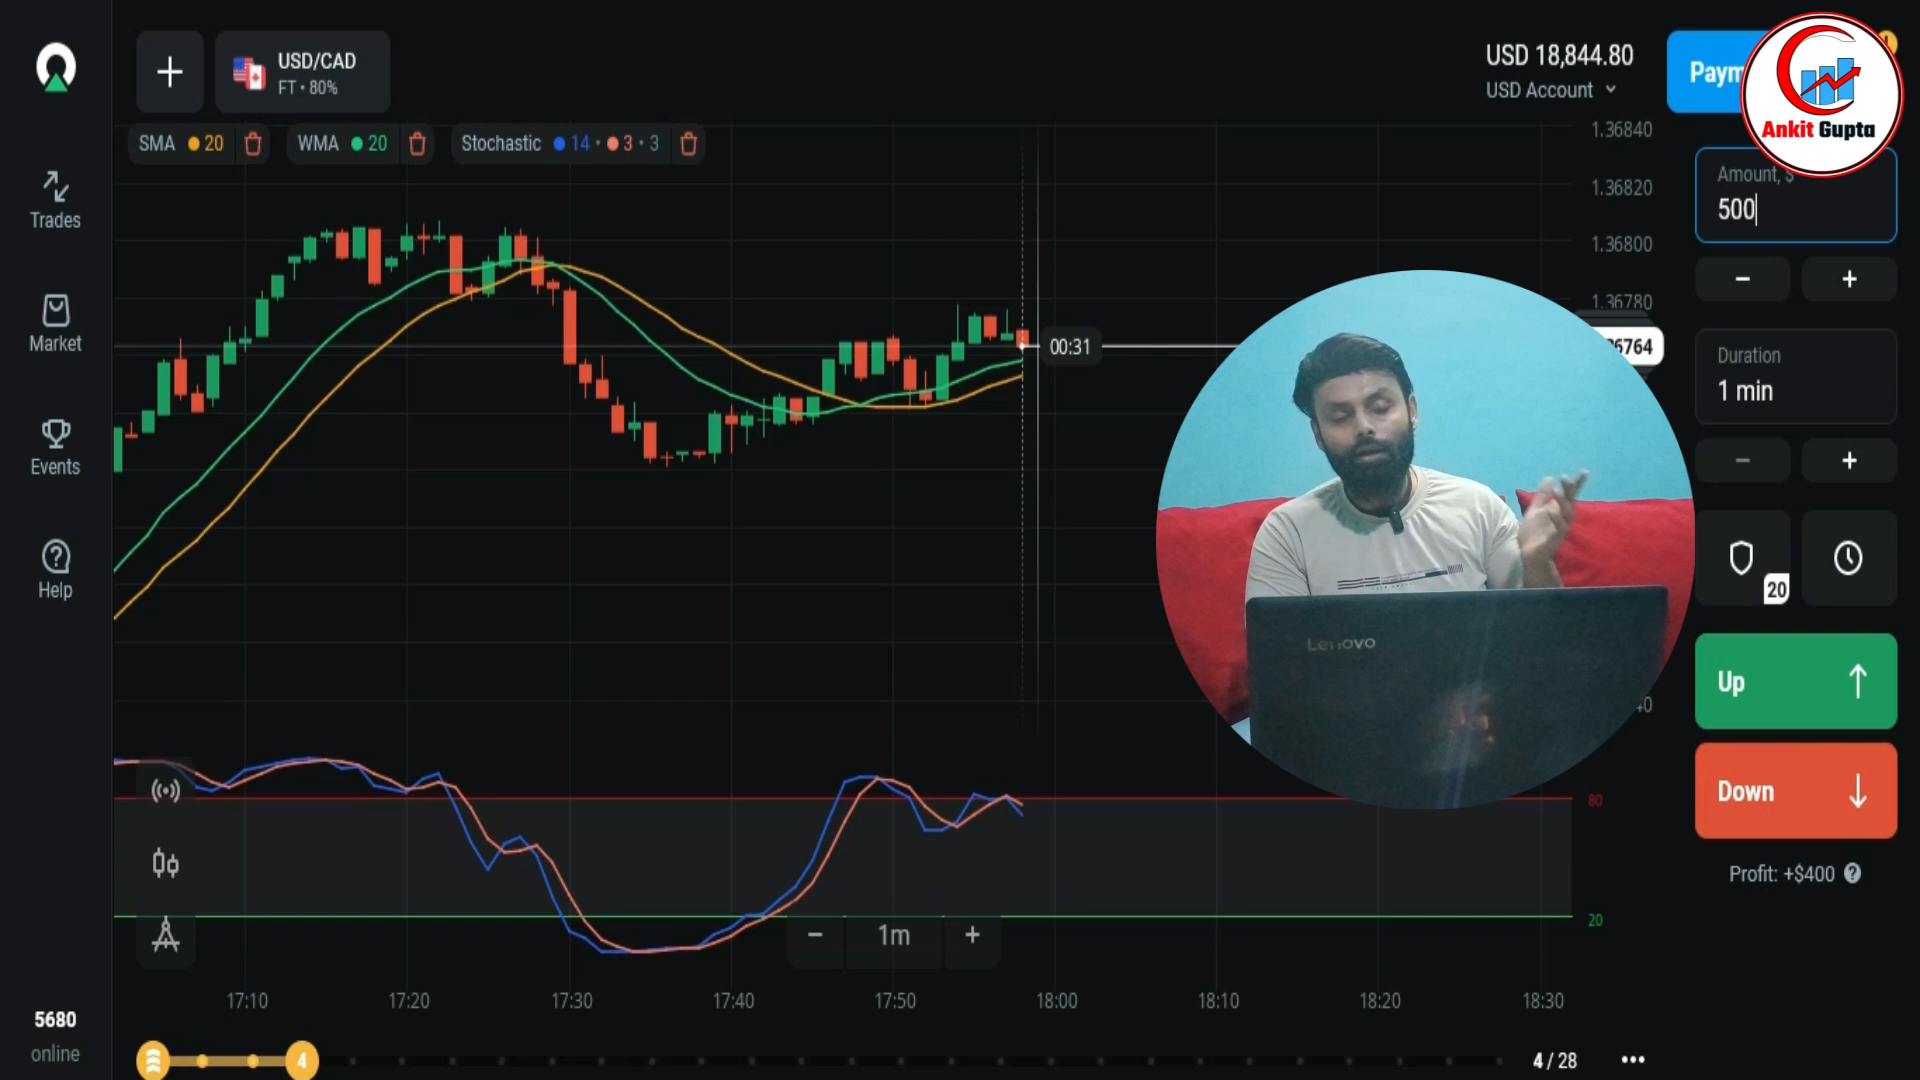 USD/CAD
FT • 80%
USD 18,844.80
USD Account
Paym
Ankit Gupta
SMA 20
WMA 20
Stochastic 14 • 3 • 3
1.36840
1.36820
1.36800
1.36780
6764
00:31
Amount, $
500
Duration
1 min
20
Up
Down
Profit: +$400
Trades
Market
Events
Help
5680
online
Lenovo
80
20
1m
17:10
17:20
17:30
17:40
17:50
18:00
18:10
18:20
18:30
4
4 / 28